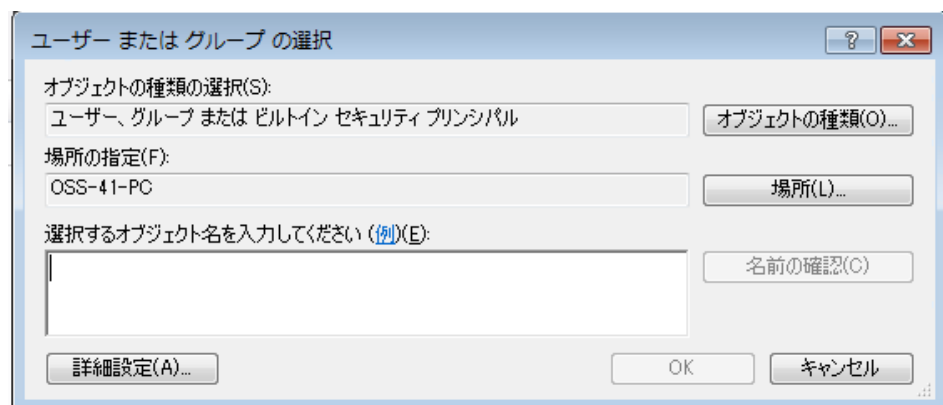 ユーザー または グループ の選択
オブジェクトの種類の選択(S):
ユーザー、グループ または ビルトイン セキュリティ プリンシパル
オブジェクトの種類(O)...
場所の指定(F):
OSS-41-PC
場所(L)...
選択するオブジェクト名を入力してください (例)(E):
名前の確認(C)
詳細設定(A)...
OK
キャンセル